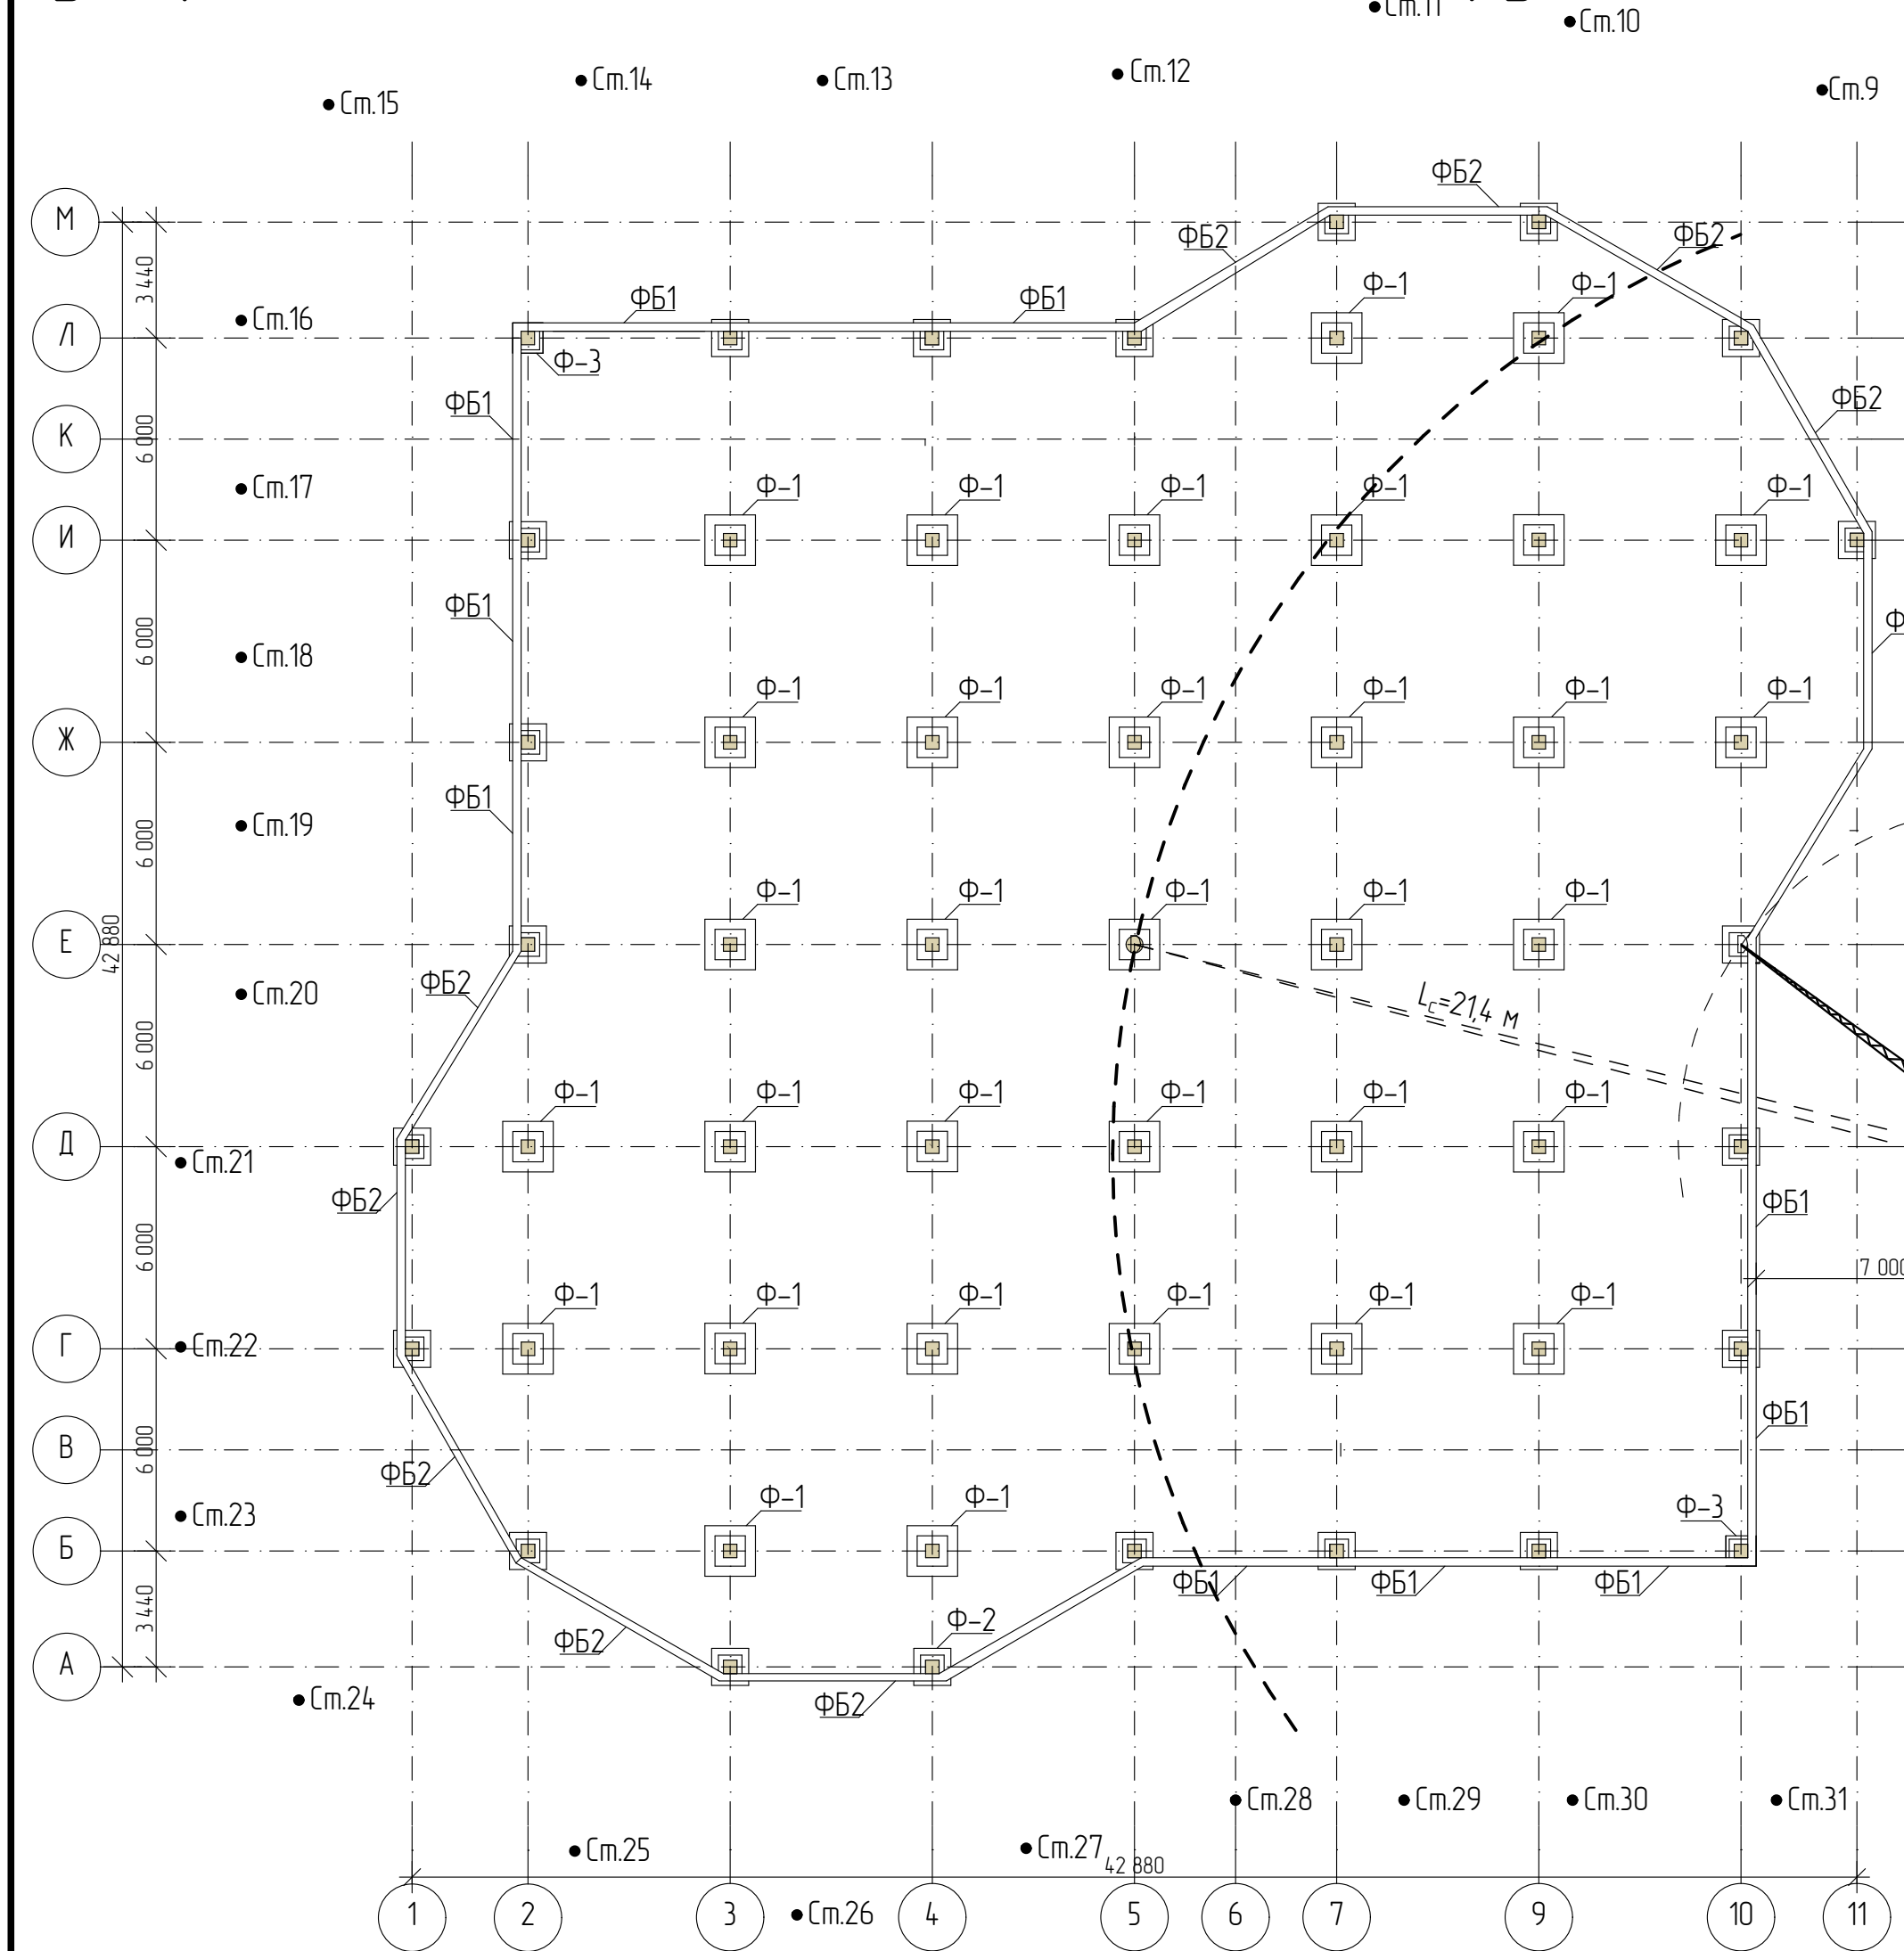 Ст.11
Ст.10
Ст.14
Ст.13
Ст.12
Ст.9
Ст.15
ФБ2
М
ФБ2
ФБ2
3 440
Ф-1
Ф-1
ФБ1
ФБ1
Ст.16
Л
Ф-3
ФБ1
ФБ2
К
6 000
Ст.17
Ф-1
Ф-1
Ф-1
Ф-1
Ф-1
И
ФБ1
Ф
6 000
Ст.18
Ф-1
Ф-1
Ф-1
Ф-1
Ф-1
Ф-1
Ж
ФБ1
Ст.19
6 000
Ф-1
Ф-1
Ф-1
Ф-1
Ф-1
Е
42 880
ФБ2
Ст.20
Lc=21,4 м
6 000
Ф-1
Ф-1
Ф-1
Ф-1
Ф-1
Ф-1
Д
Ст.21
ФБ2
ФБ1
6 000
7 000
Ф-1
Ф-1
Ф-1
Ф-1
Ф-1
Ф-1
Г
Ст.22
ФБ1
В
6 000
ФБ2
Ф-1
Ф-1
Ф-3
Ст.23
Б
ФБ1
ФБ1
ФБ1
3 440
Ф-2
ФБ2
А
Ст.24
ФБ2
Ст.28
Ст.29
Ст.30
Ст.31
Ст.25
Ст.27
42 880
1
2
3
Ст.26
4
5
6
7
9
10
11